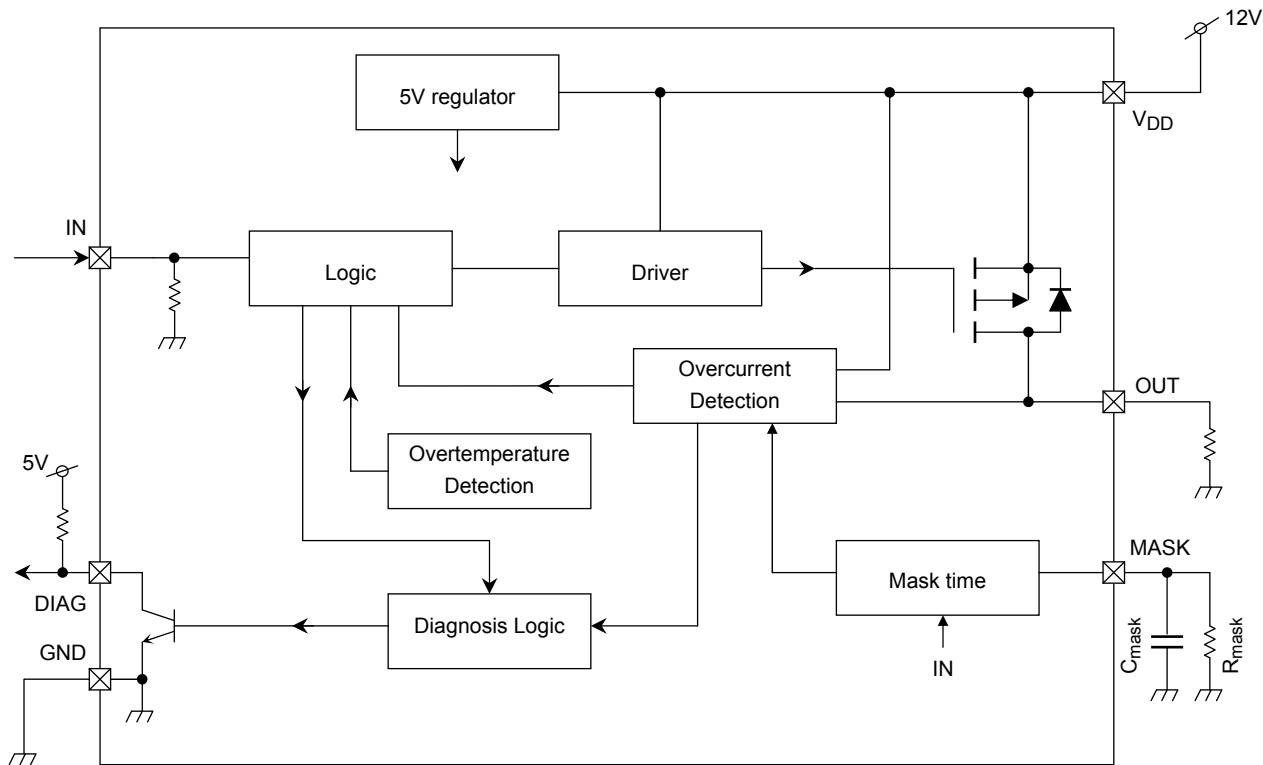 12V
5V regulator
VDD
IN
Logic
Driver
Overcurrent
Detection
OUT
Overtemperature
Detection
5V
MASK
Mask time
DIAG
Diagnosis Logic
GND
IN
Cmask
Rmask